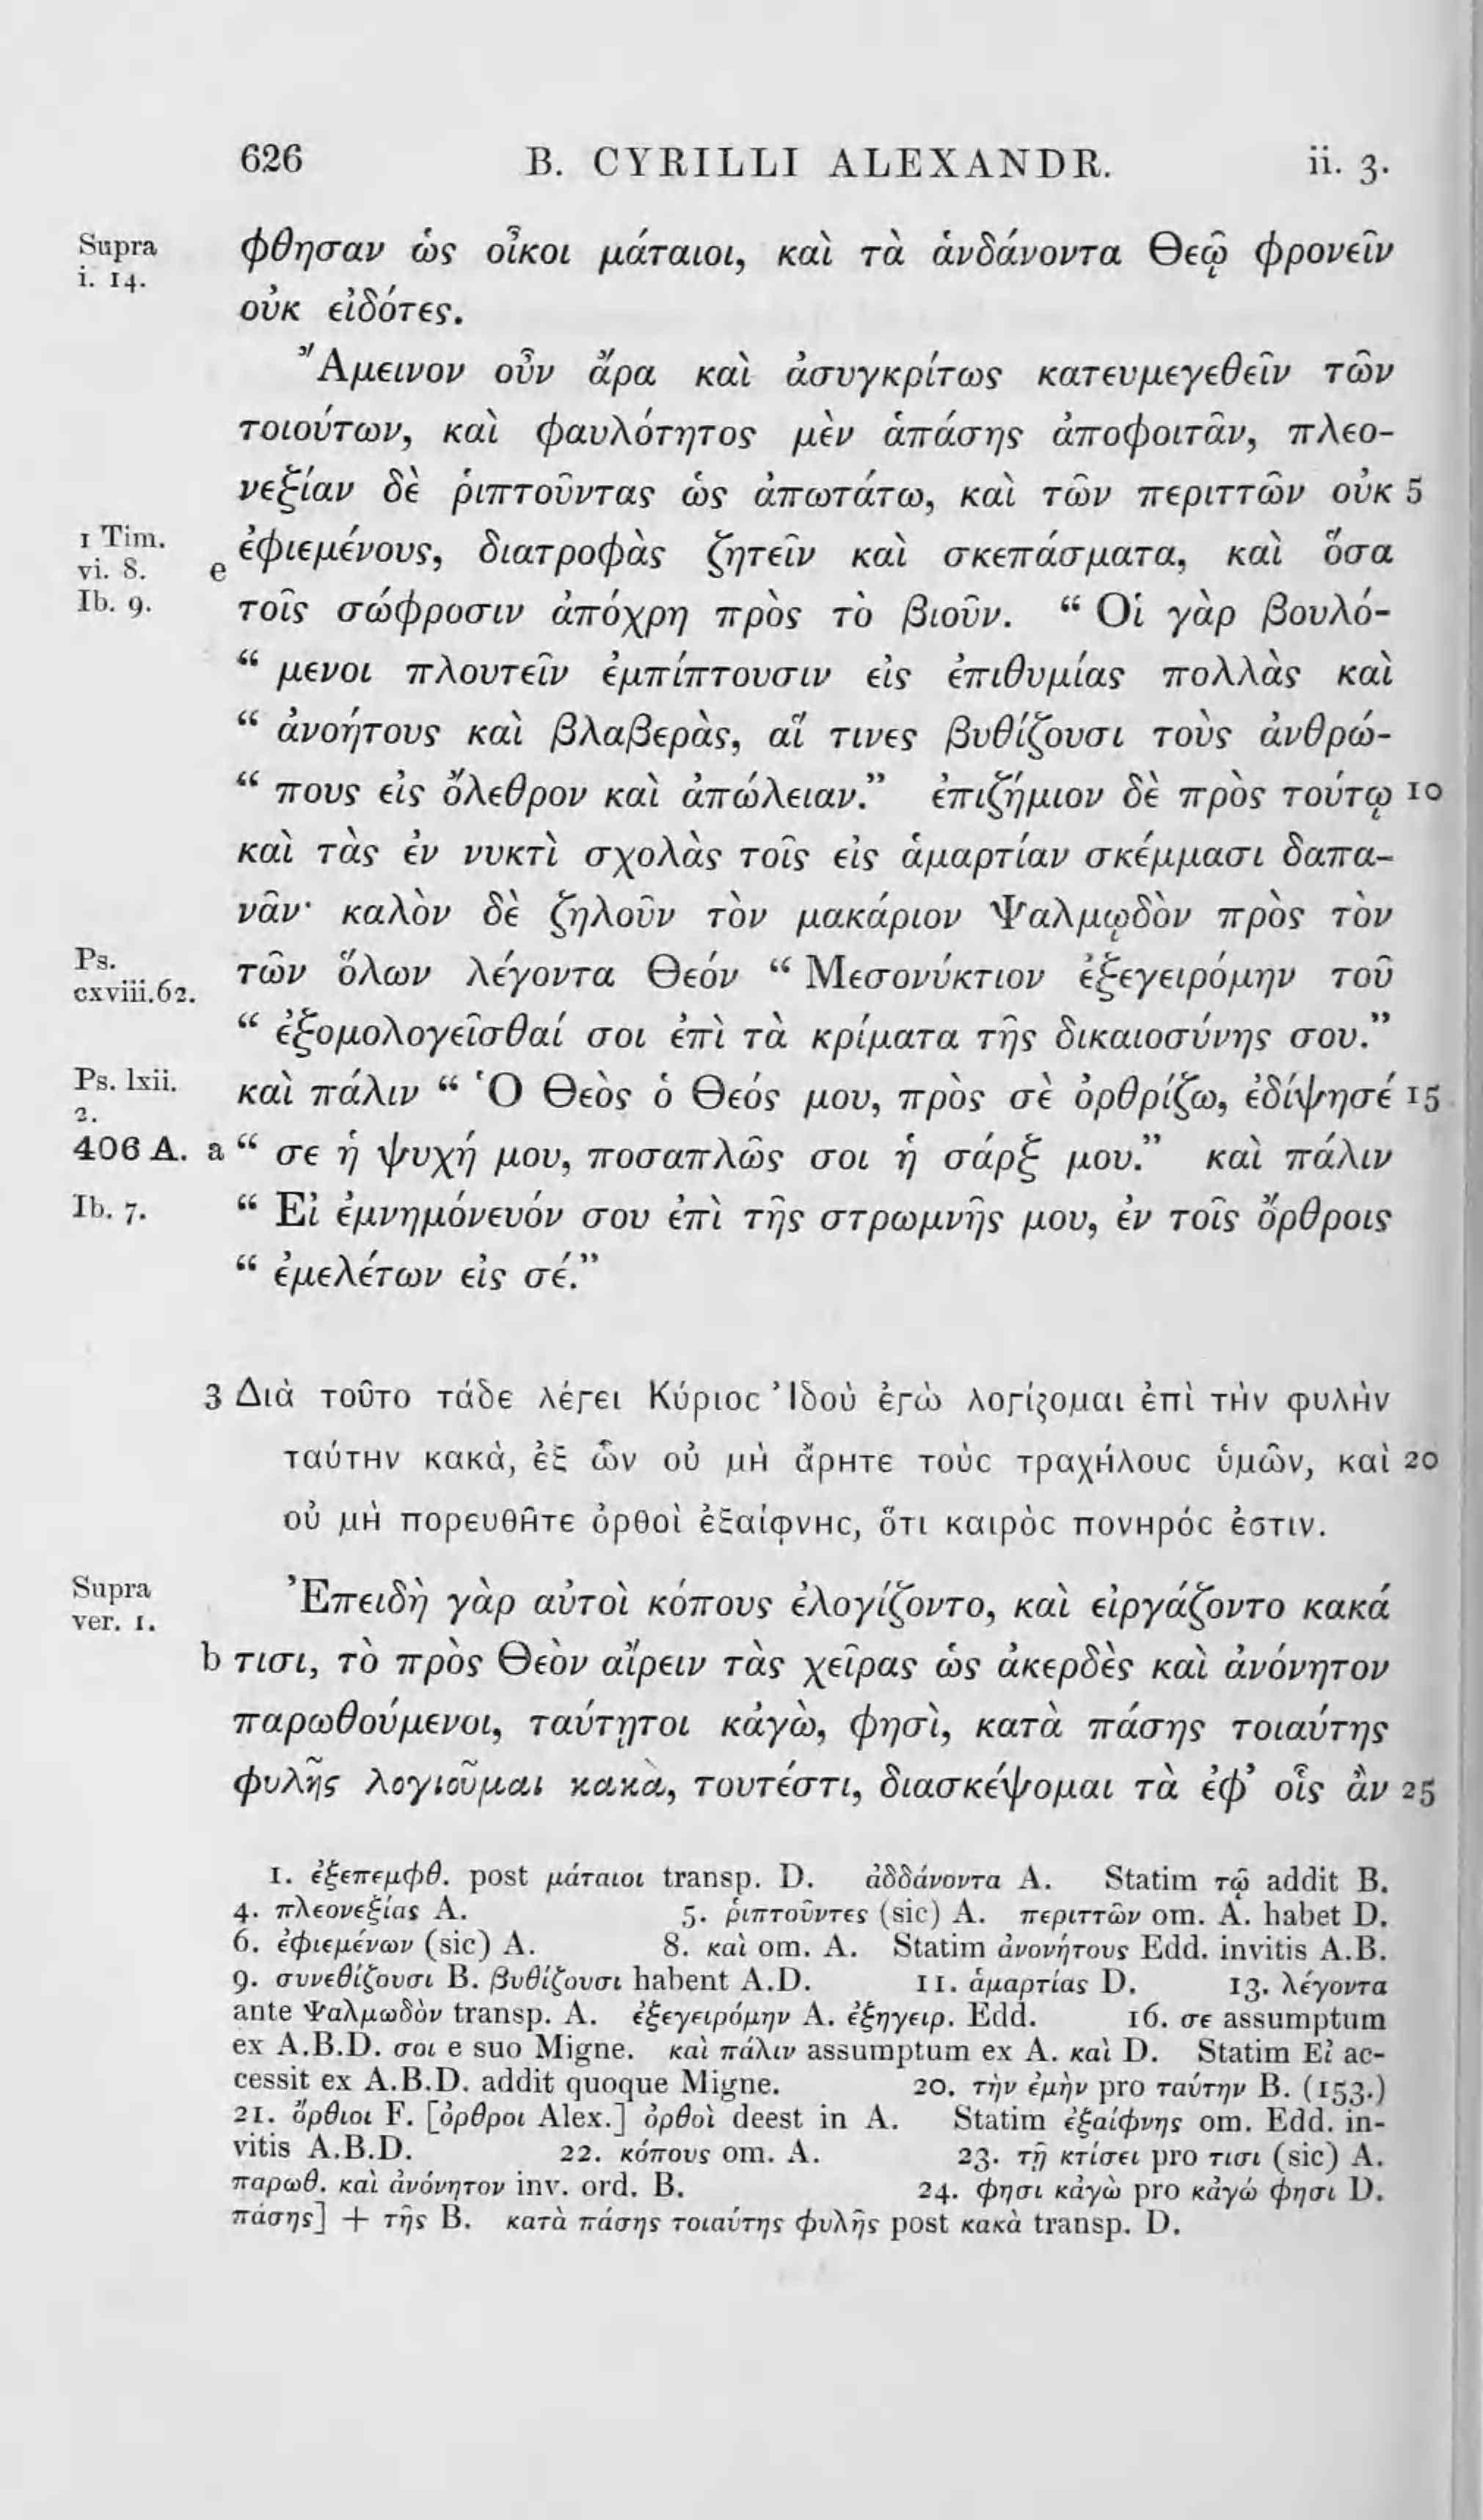 626 B. CYRILLI ALEXANDR. ii. 3.
Supra i. 14.
φθησαν ὡς οἶκοι μάταιοι, καὶ τὰ ἁνδάνοντα Θεῷ φρονεῖν
οὐκ εἰδότες.
Ἄμεινον οὖν ἄρα καὶ ἀσυγκρίτως κατευμεγεθεῖν τῶν
τοιούτων, καὶ φαυλότητος μὲν ἁπάσης ἀποφοιτᾶν, πλεο-
νεξίαν δὲ ῥιπτοῦντας ὡς ἀπωτάτω, καὶ τῶν περιττῶν οὐκ 5
1 Tim. vi. 8.
e ἐφιεμένους, διατροφὰς ζητεῖν καὶ σκεπάσματα, καὶ ὅσα
Ib. 9.
τοῖς σώφροσιν ἀπόχρη πρὸς τὸ βιοῦν. “ Οἱ γὰρ βουλό-
“ μενοι πλουτεῖν ἐμπίπτουσιν εἰς ἐπιθυμίας πολλὰς καὶ
“ ἀνοήτους καὶ βλαβερὰς, αἵ τινες βυθίζουσι τοὺς ἀνθρώ-
“ πους εἰς ὄλεθρον καὶ ἀπώλειαν.” ἐπιζήμιον δὲ πρὸς τούτῳ 10
καὶ τὰς ἐν νυκτὶ σχολὰς τοῖς εἰς ἁμαρτίαν σκέμμασι δαπα-
νᾶν· καλὸν δὲ ζηλοῦν τὸν μακάριον Ψαλμῳδὸν πρὸς τὸν
Ps. cxviii.62.
τῶν ὅλων λέγοντα Θεόν “ Μεσονύκτιον ἐξεγειρόμην τοῦ
“ ἐξομολογεῖσθαί σοι ἐπὶ τὰ κρίματα τῆς δικαιοσύνης σου.”
Ps. lxii. 2.
καὶ πάλιν “ Ὁ Θεὸς ὁ Θεός μου, πρὸς σὲ ὀρθρίζω, ἐδίψησέ 15
406 A. a “ σε ἡ ψυχή μου, ποσαπλῶς σοι ἡ σάρξ μου.” καὶ πάλιν
Ib. 7.
“ Εἰ ἐμνημόνευόν σου ἐπὶ τῆς στρωμνῆς μου, ἐν τοῖς ὄρθροις
“ ἐμελέτων εἰς σέ.”
3 Διὰ τοῦτο τάδε λέγει Κύριος Ἰδοὺ ἐγὼ λογίζομαι ἐπὶ τὴν φυλὴν
ταύτην κακὰ, ἐξ ὧν οὐ μὴ ἄρητε τοὺς τραχήλους ὑμῶν, καὶ 20
οὐ μὴ πορευθῆτε ὀρθοὶ ἐξαίφνης, ὅτι καιρὸς πονηρός ἐστιν.
Supra ver. 1.
Ἐπειδὴ γὰρ αὐτοὶ κόπους ἐλογίζοντο, καὶ εἰργάζοντο κακά
b τισι, τὸ πρὸς Θεὸν αἴρειν τὰς χεῖρας ὡς ἀκερδὲς καὶ ἀνόνητον
παρωθούμενοι, ταύτῃτοι κἀγὼ, φησὶ, κατὰ πάσης τοιαύτης
φυλῆς λογιοῦμαι κακὰ, τουτέστι, διασκέψομαι τὰ ἐφ’ οἷς ἂν 25
1. ἐξεπεμφθ. post μάταιοι transp. D. ἁδδάνοντα A. Statim τῷ addit B.
4. πλεονεξίας A. 5. ῥιπτοῦντες (sic) A. περιττῶν om. A. habet D.
6. ἐφιεμένων (sic) A. 8. καὶ om. A. Statim ἀνονήτους Edd. invitis A.B.
9. συνεθίζουσι B. βυθίζουσι habent A.D. 11. ἁμαρτίας D. 13. λέγοντα
ante Ψαλμωδὸν transp. A. ἐξεγειρόμην A. ἐξηγειρ. Edd. 16. σε assumptum
ex A.B.D. σοι e suo Migne. καὶ πάλιν assumptum ex A. καὶ D. Statim Εἰ ac-
cessit ex A.B.D. addit quoque Migne. 20. τὴν ἐμὴν pro ταύτην B. (153.)
21. ὄρθιοι F. [ὀρθροι Alex.] ὀρθοὶ deest in A. Statim ἐξαίφνης om. Edd. in-
vitis A.B.D. 22. κόπους om. A. 23. τῇ κτίσει pro τισι (sic) A.
παρωθ. καὶ ἀνόνητον inv. ord. B. 24. φησι κἀγὼ pro κἀγώ φησι D.
πάσης] + τῆς B. κατὰ πάσης τοιαύτης φυλῆς post κακὰ transp. D.